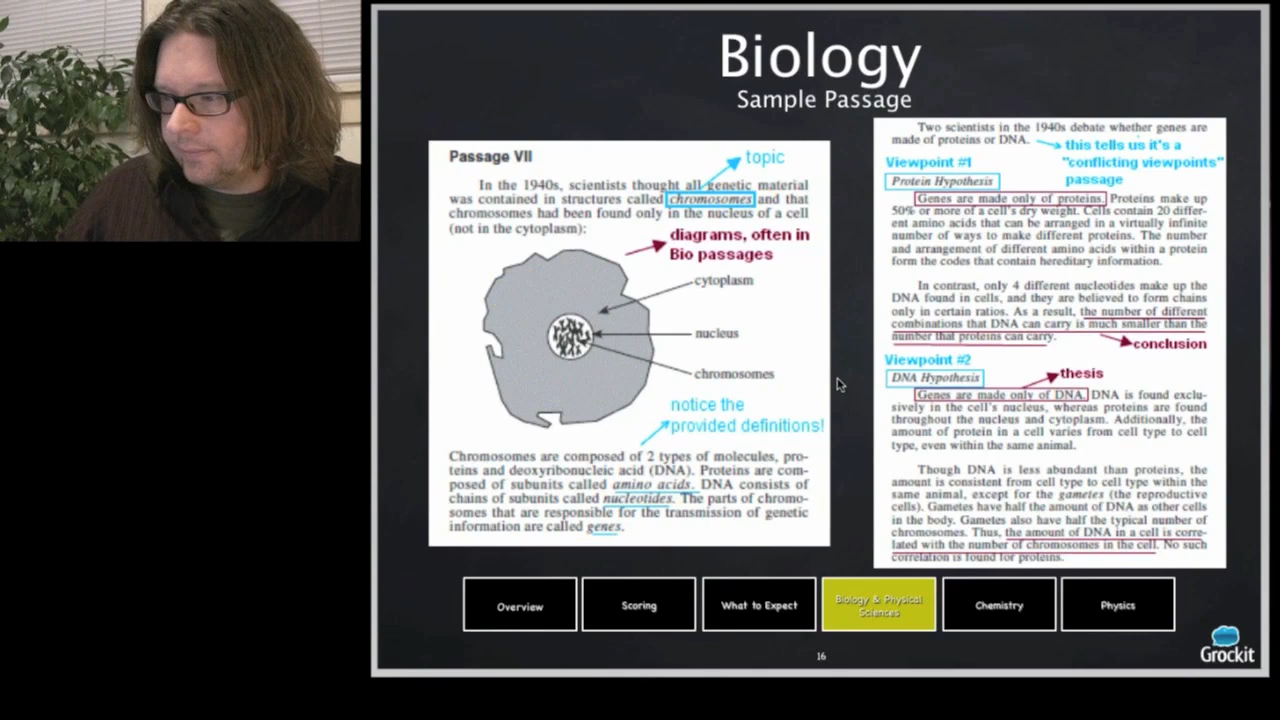 Biology
Sample Passage
Passage VII
topic
In the 1940s, scientists thought all genetic material
was contained in structures called chromosomes and that
chromosomes had been found only in the nucleus of a cell
(not in the cytoplasm):
diagrams, often in
Bio passages
cytoplasm
nucleus
chromosomes
notice the
provided definitions!
Chromosomes are composed of 2 types of molecules, pro-
teins and deoxyribonucleic acid (DNA). Proteins are com-
posed of subunits called amino acids. DNA consists of
chains of subunits called nucleotides. The parts of chromo-
somes that are responsible for the transmission of genetic
information are called genes.
Two scientists in the 1940s debate whether genes are
made of proteins or DNA.
this tells us it's a
"conflicting viewpoints"
passage
Viewpoint #1
Protein Hypothesis
Genes are made only of proteins. Proteins make up
50% or more of a cell's dry weight. Cells contain 20 differ-
ent amino acids that can be arranged in a virtually infinite
number of ways to make different proteins. The number
and arrangement of different amino acids within a protein
form the codes that contain hereditary information.
In contrast, only 4 different nucleotides make up the
DNA found in cells, and they are believed to form chains
only in certain ratios. As a result, the number of different
combinations that DNA can carry is much smaller than the
number that proteins can carry.
conclusion
Viewpoint #2
DNA Hypothesis
thesis
Genes are made only of DNA. DNA is found exclu-
sively in the cell's nucleus, whereas proteins are found
throughout the nucleus and cytoplasm. Additionally, the
amount of protein in a cell varies from cell type to cell
type, even within the same animal.
Though DNA is less abundant than proteins, the
amount is consistent from cell type to cell type within the
same animal, except for the gametes (the reproductive
cells). Gametes have half the amount of DNA as other cells
in the body. Gametes also have half the typical number of
chromosomes. Thus, the amount of DNA in a cell is corre-
lated with the number of chromosomes in the cell. No such
correlation is found for proteins.
Overview
Scoring
What to Expect
Biology & Physical
Sciences
Chemistry
Physics
16
Grockit